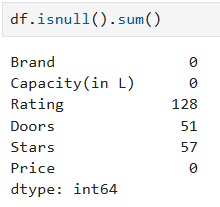 df.isnull().sum()
Brand 0
Capacity(in L) 0
Rating 128
Doors 51
Stars 57
Price 0
dtype: int64